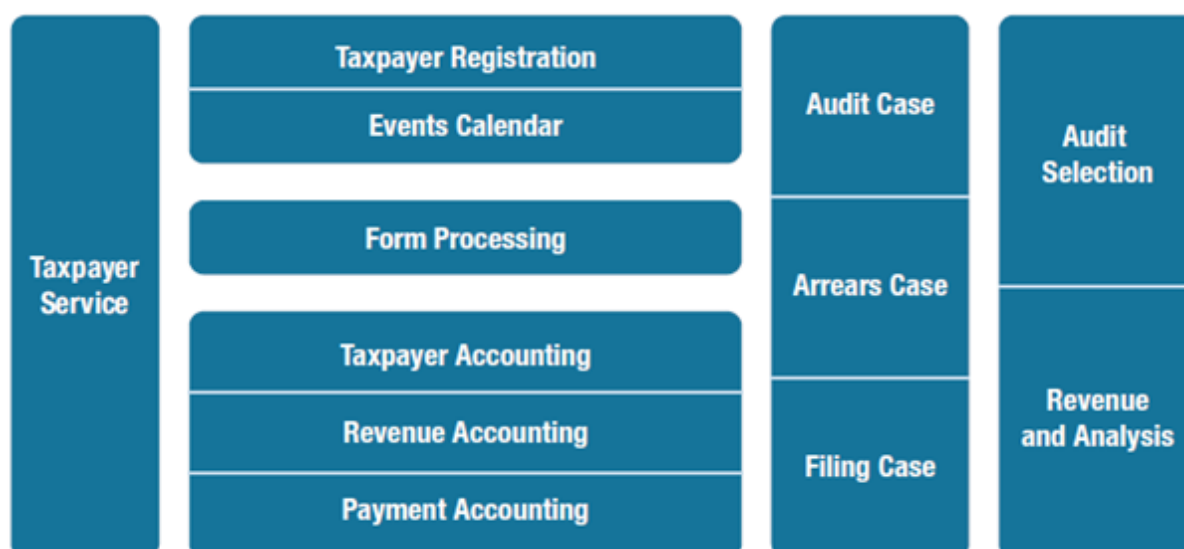 Taxpayer
Service
Taxpayer Registration
Events Calendar
Form Processing
Taxpayer Accounting
Revenue Accounting
Payment Accounting
Audit Case
Arrears Case
Filing Case
Audit
Selection
Revenue
and Analysis